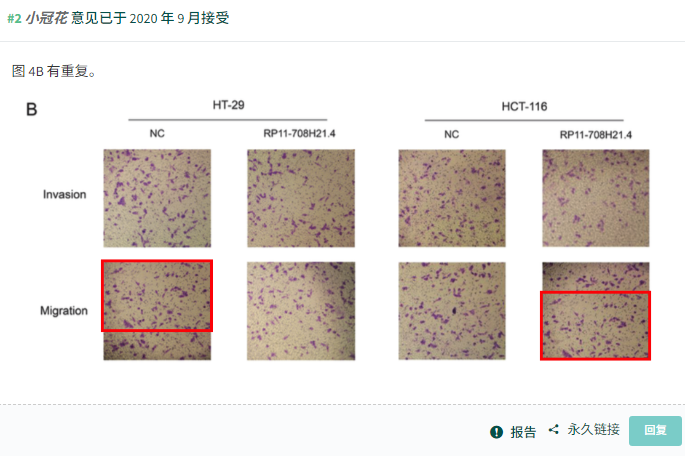 #2 小冠花 意见已于 2020 年 9 月接受
图 4B 有重复。
B
HT-29 HCT-116
NC RP11-708H21.4 NC RP11-708H21.4
Invasion
Migration
报告 永久链接 回复